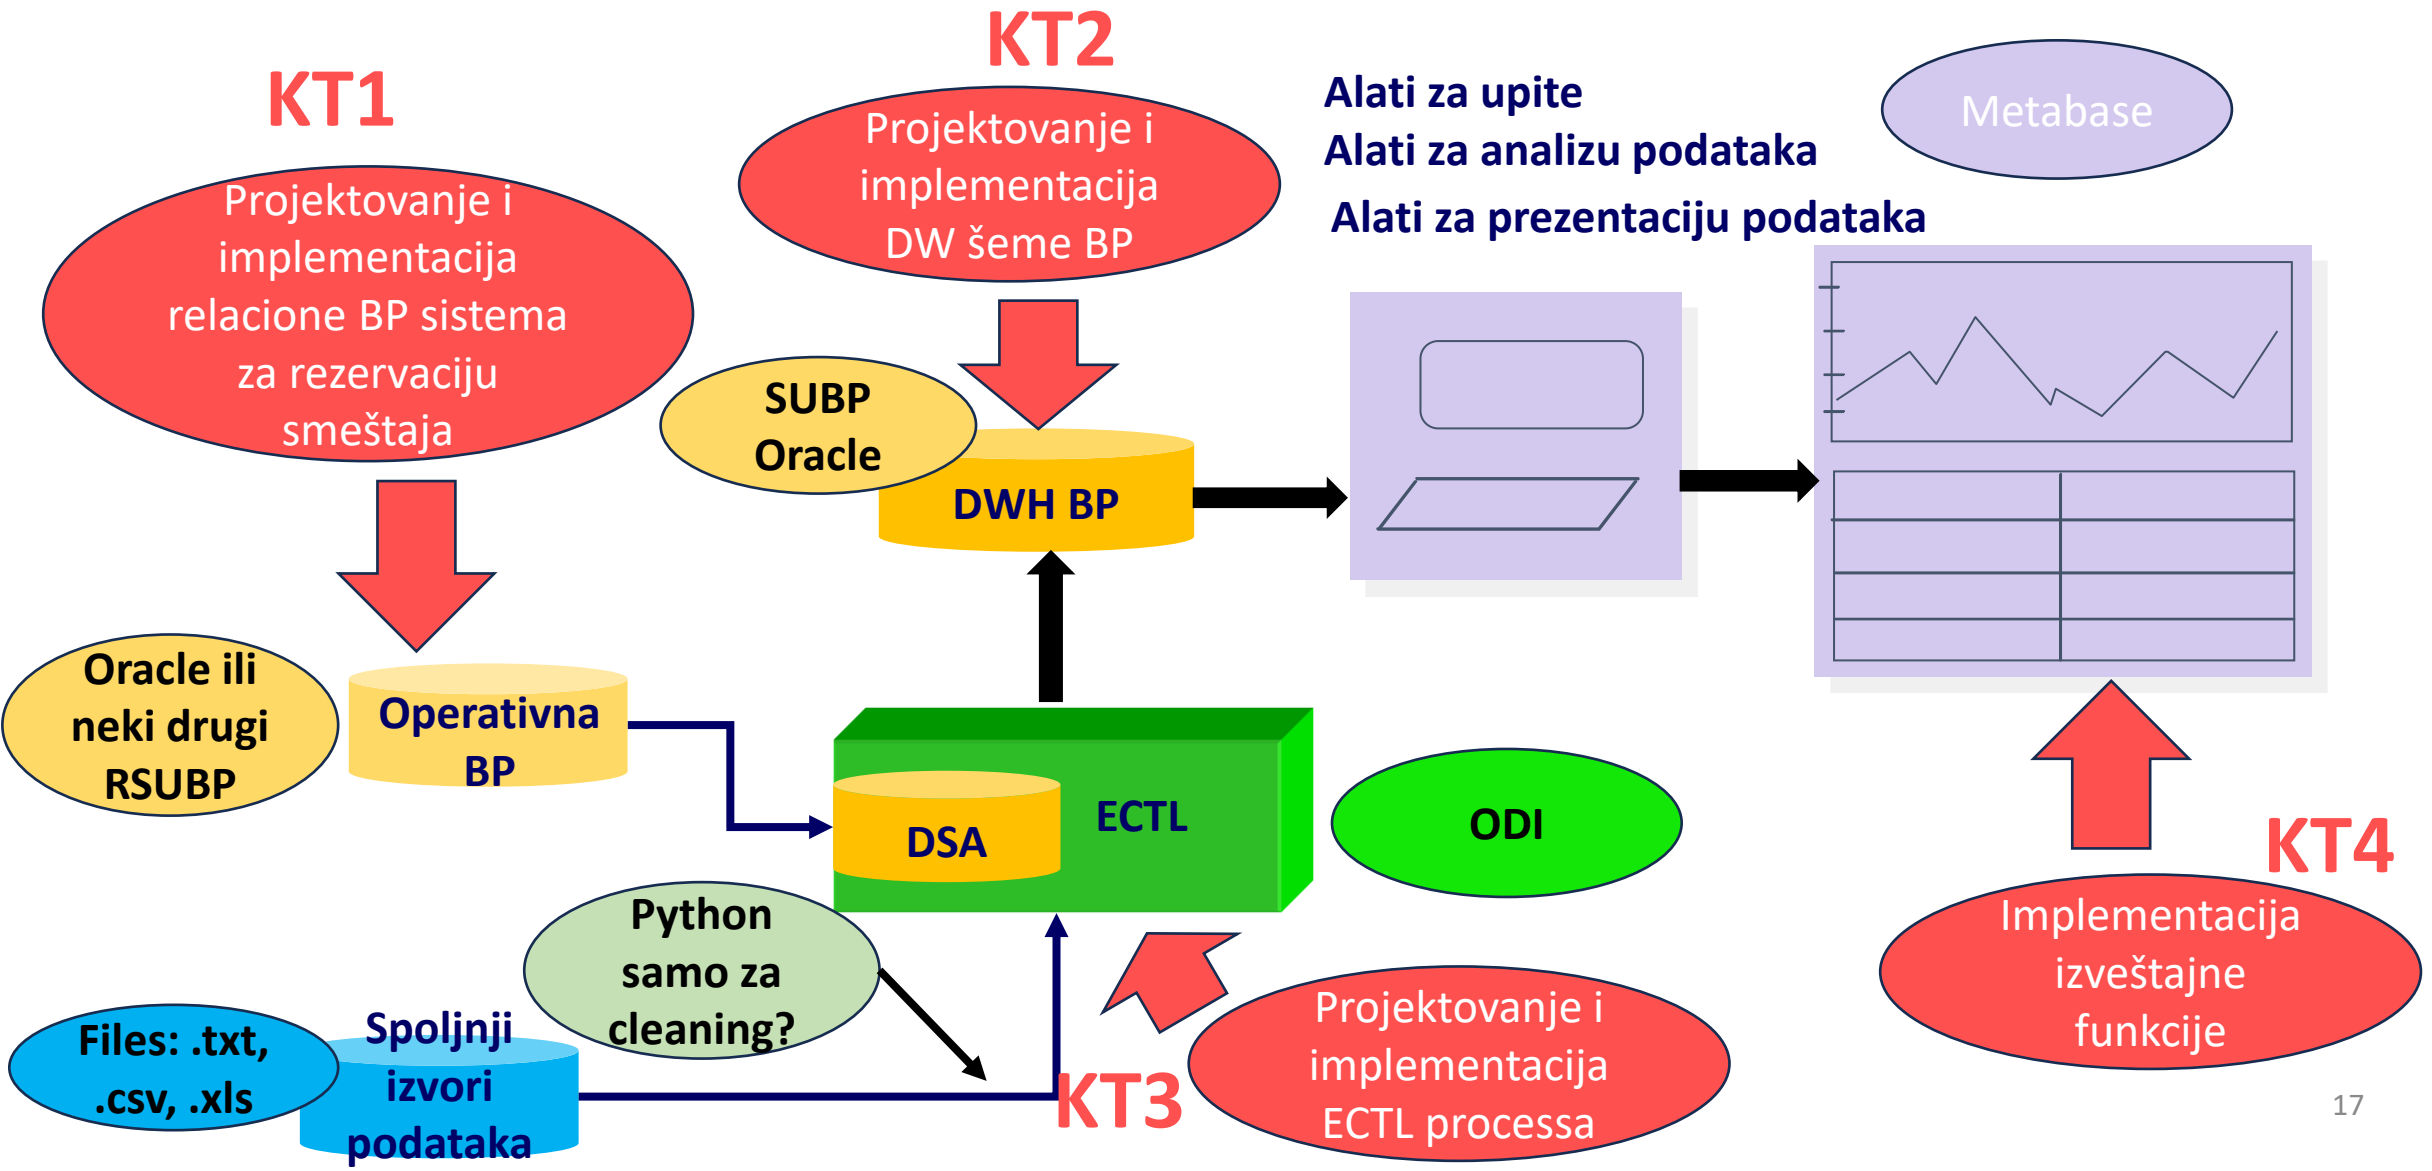 KT1
Projektovanje i
implementacija
relacione BP sistema
za rezervaciju
smeštaja
KT2
Projektovanje i
implementacija
DW šeme BP
Alati za upite
Alati za analizu podataka
Alati za prezentaciju podataka
Metabase
SUBP
Oracle
DWH BP
Oracle ili
neki drugi
RSUBP
Operativna
BP
DSA
ECTL
ODI
Python
samo za
cleaning?
Files: .txt,
.csv, .xls
Spoljnji
izvori
podataka
KT3
Projektovanje i
implementacija
ECTL processa
KT4
Implementacija
izveštajne
funkcije
17